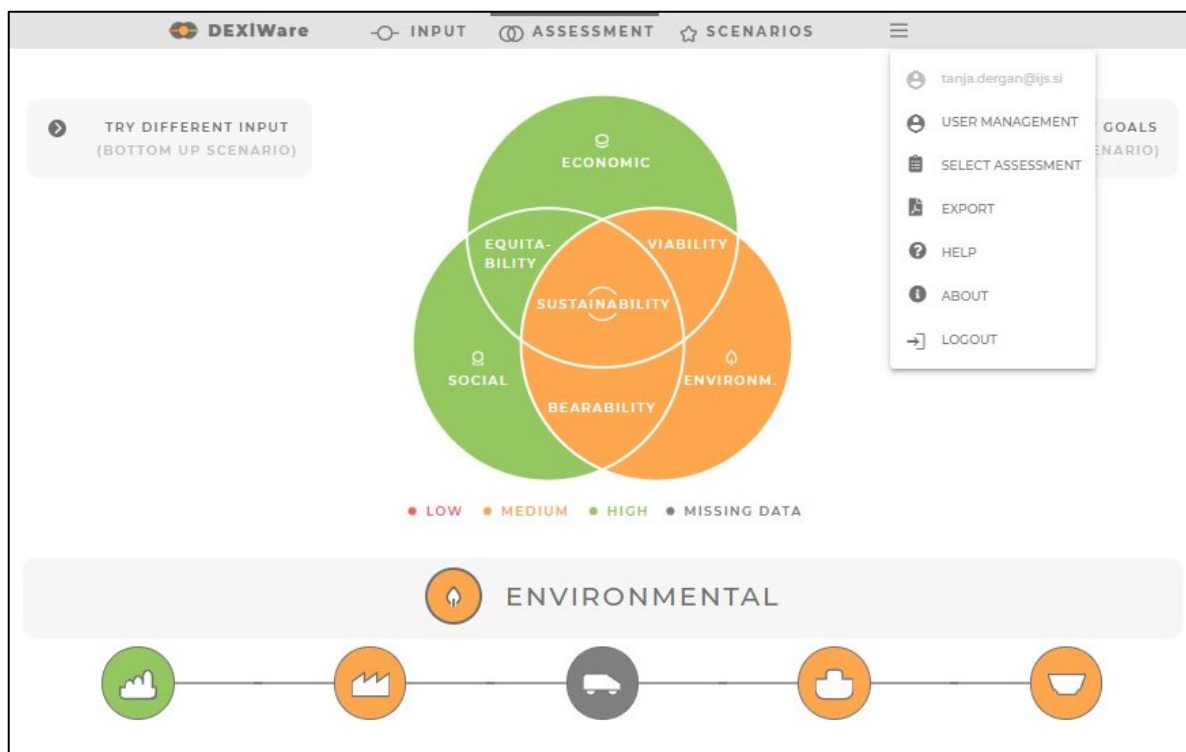 DEXiWare
INPUT
ASSESSMENT
SCENARIOS
tanja.dergan@ijs.si
USER MANAGEMENT
SELECT ASSESSMENT
EXPORT
HELP
ABOUT
LOGOUT
TRY DIFFERENT INPUT
(BOTTOM UP SCENARIO)
GOALS
ENARIO)
ECONOMIC
EQUITA-
BILITY
VIABILITY
SUSTAINABILITY
SOCIAL
ENVIRONM.
BEARABILITY
LOW MEDIUM HIGH MISSING DATA
ENVIRONMENTAL